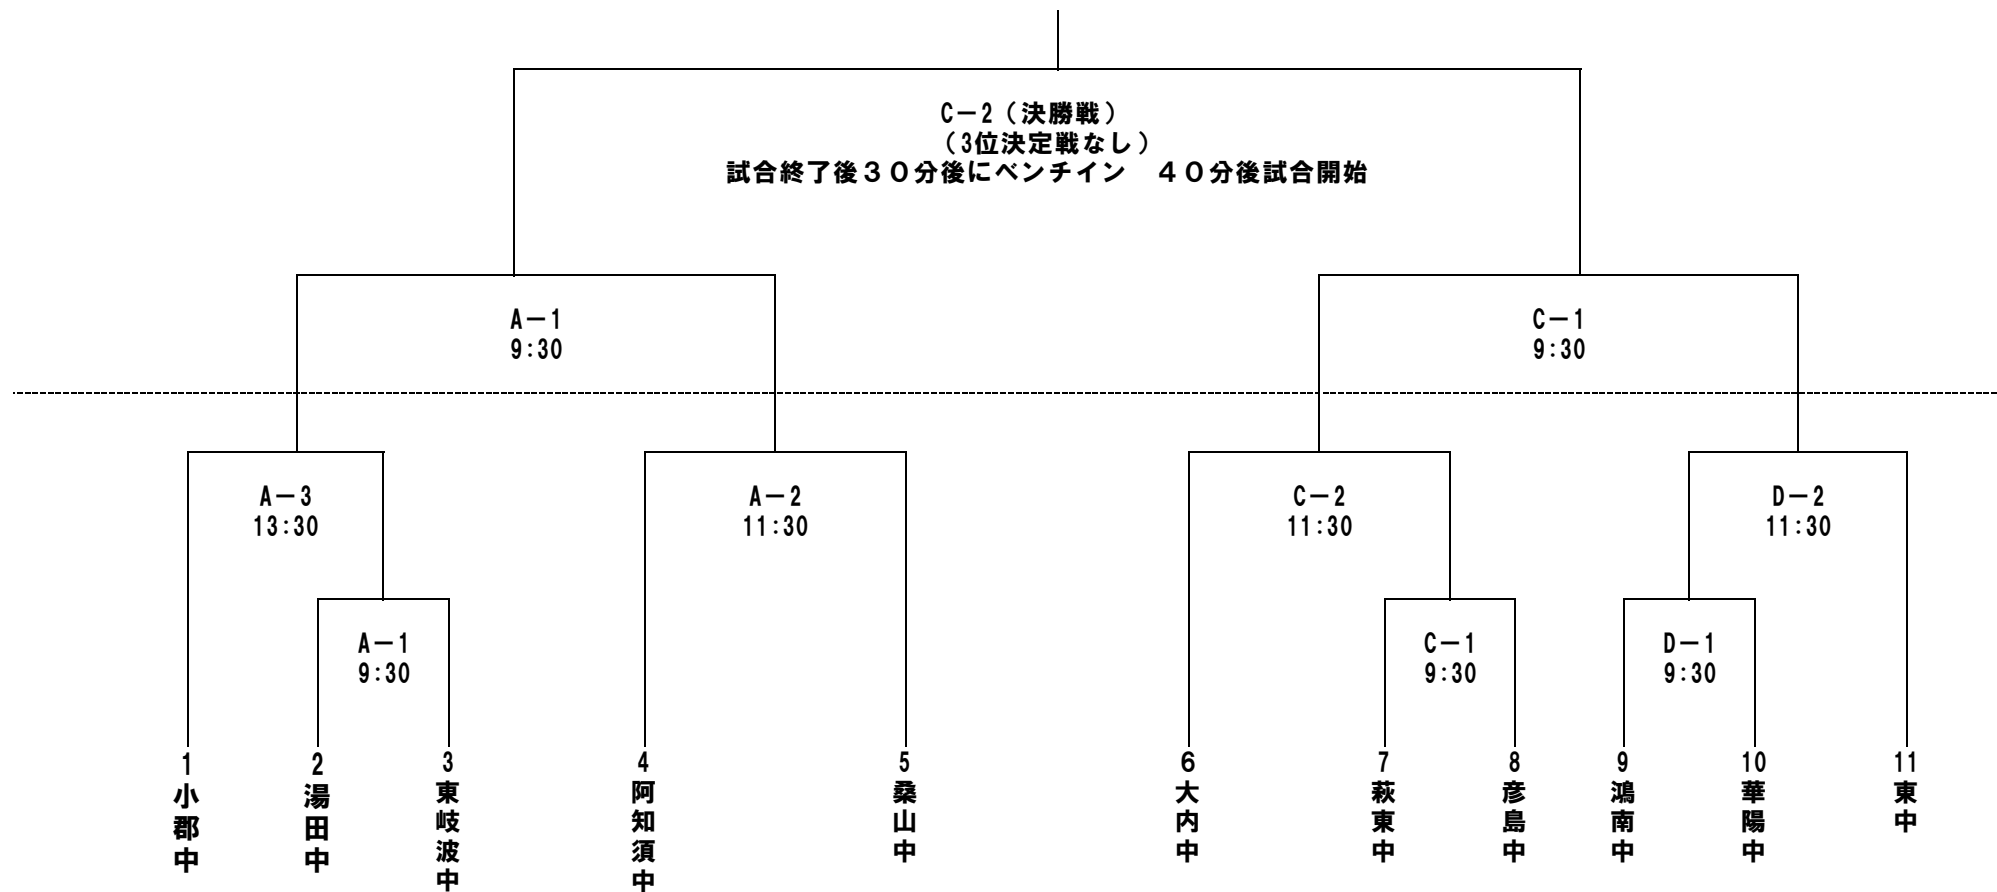 C－2（決勝戦）
（3位決定戦なし）
試合終了後３０分後にベンチイン　４０分後試合開始
A－1
9:30
C－1
9:30
A－3
13:30
A－2
11:30
C－2
11:30
D－2
11:30
A－1
9:30
C－1
9:30
D－1
9:30
1
小郡中
2
湯田中
3
東岐波中
4
阿知須中
5
桑山中
6
大内中
7
萩東中
8
彦島中
9
鴻南中
10
華陽中
11
東中